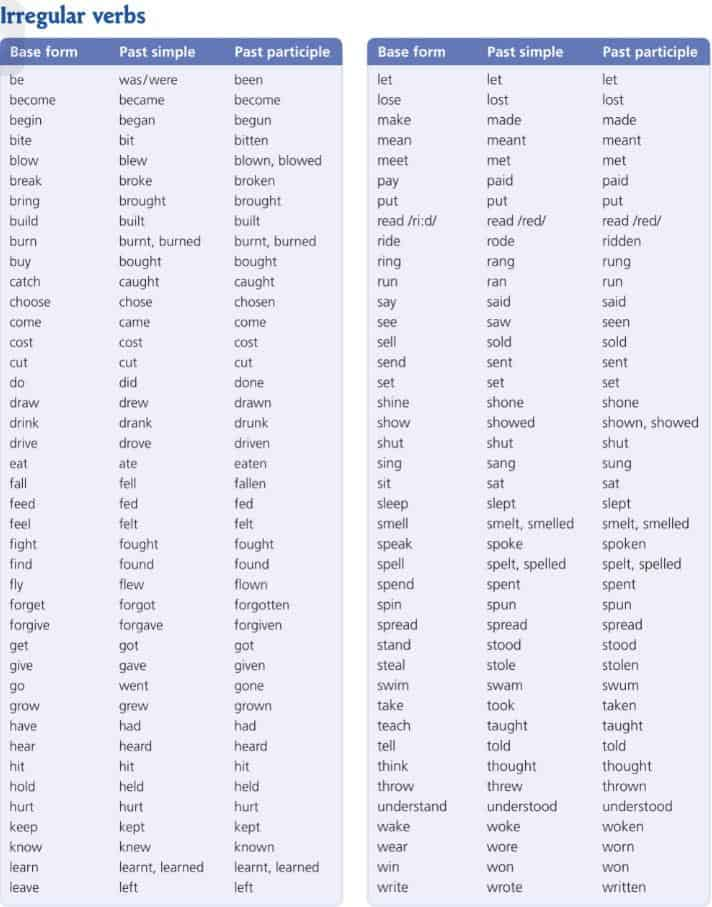 Irregular verbs
Base form Past simple Past participle
be was/were been
become became become
begin began begun
bite bit bitten
blow blew blown, blowed
break broke broken
bring brought brought
build built built
burn burnt, burned burnt, burned
buy bought bought
catch caught caught
choose chose chosen
come came come
cost cost cost
cut cut cut
do did done
draw drew drawn
drink drank drunk
drive drove driven
eat ate eaten
fall fell fallen
feed fed fed
feel felt felt
fight fought fought
find found found
fly flew flown
forget forgot forgotten
forgive forgave forgiven
get got got
give gave given
go went gone
grow grew grown
have had had
hear heard heard
hit hit hit
hold held held
hurt hurt hurt
keep kept kept
know knew known
learn learnt, learned learnt, learned
leave left left
Base form Past simple Past participle
let let let
lose lost lost
make made made
mean meant meant
meet met met
pay paid paid
put put put
read /ri:d/ read /red/ read /red/
ride rode ridden
ring rang rung
run ran run
say said said
see saw seen
sell sold sold
send sent sent
set set set
shine shone shone
show showed shown, showed
shut shut shut
sing sang sung
sit sat sat
sleep slept slept
smell smelt, smelled smelt, smelled
speak spoke spoken
spell spelt, spelled spelt, spelled
spend spent spent
spin spun spun
spread spread spread
stand stood stood
steal stole stolen
swim swam swum
take took taken
teach taught taught
tell told told
think thought thought
throw threw thrown
understand understood understood
wake woke woken
wear wore worn
win won won
write wrote written